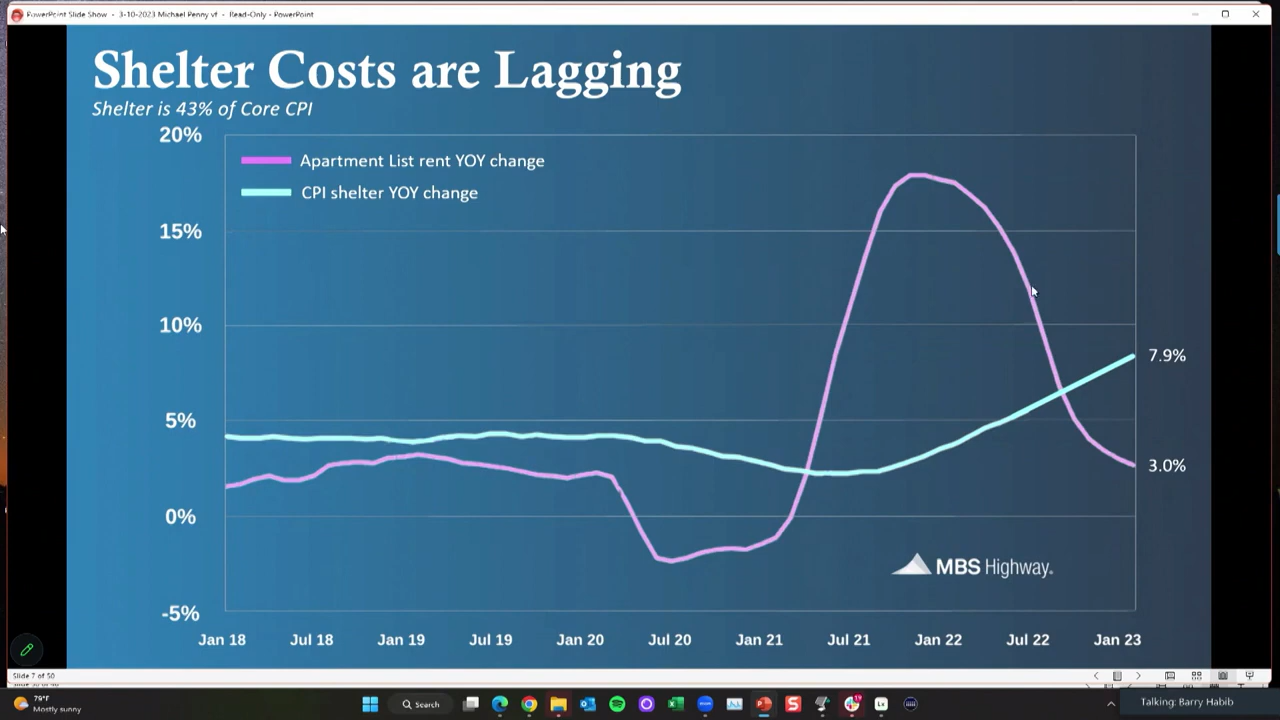 PowerPoint Slide Show - 3-10-2023 Michael Penny vf - Read-Only - PowerPoint
Shelter Costs are Lagging
Shelter is 43% of Core CPI
20%
Apartment List rent YOY change
CPI shelter YOY change
15%
10%
7.9%
5%
3.0%
0%
MBS Highway®
-5%
Jan 18 Jul 18 Jan 19 Jul 19 Jan 20 Jul 20 Jan 21 Jul 21 Jan 22 Jul 22 Jan 23
Slide 7 of 50
79°F
Mostly sunny
Search
19
Talking: Barry Habib